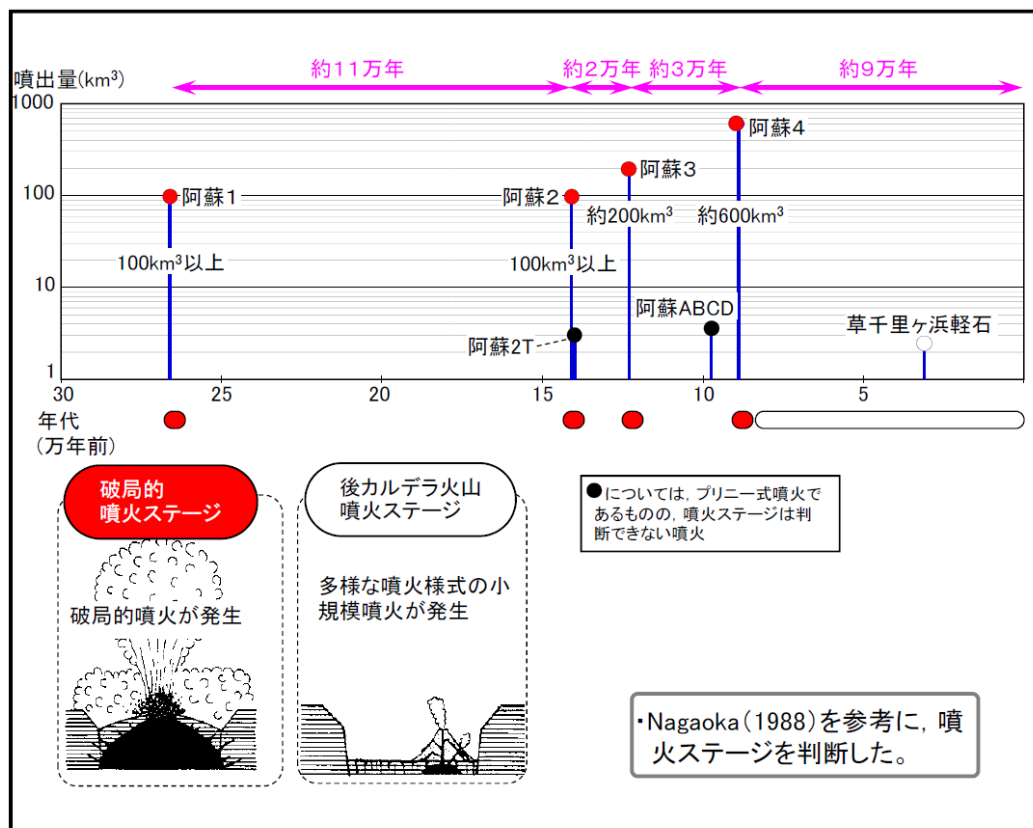 約11万年
約2万年
約3万年
約9万年
噴出量(km³)
1000
阿蘇4
阿蘇3
阿蘇1
阿蘇2
100
約200km³
約600km³
100km³以上
100km³以上
10
阿蘇ABCD
阿蘇2T
草千里ヶ浜軽石
1
30
25
20
15
10
5
年代
(万年前)
破局的
噴火ステージ
後カルデラ火山
噴火ステージ
●については，プリニー式噴火で
あるものの，噴火ステージは判
断できない噴火
破局的噴火が発生
多様な噴火様式の小
規模噴火が発生
・Nagaoka（1988）を参考に，噴
火ステージを判断した。